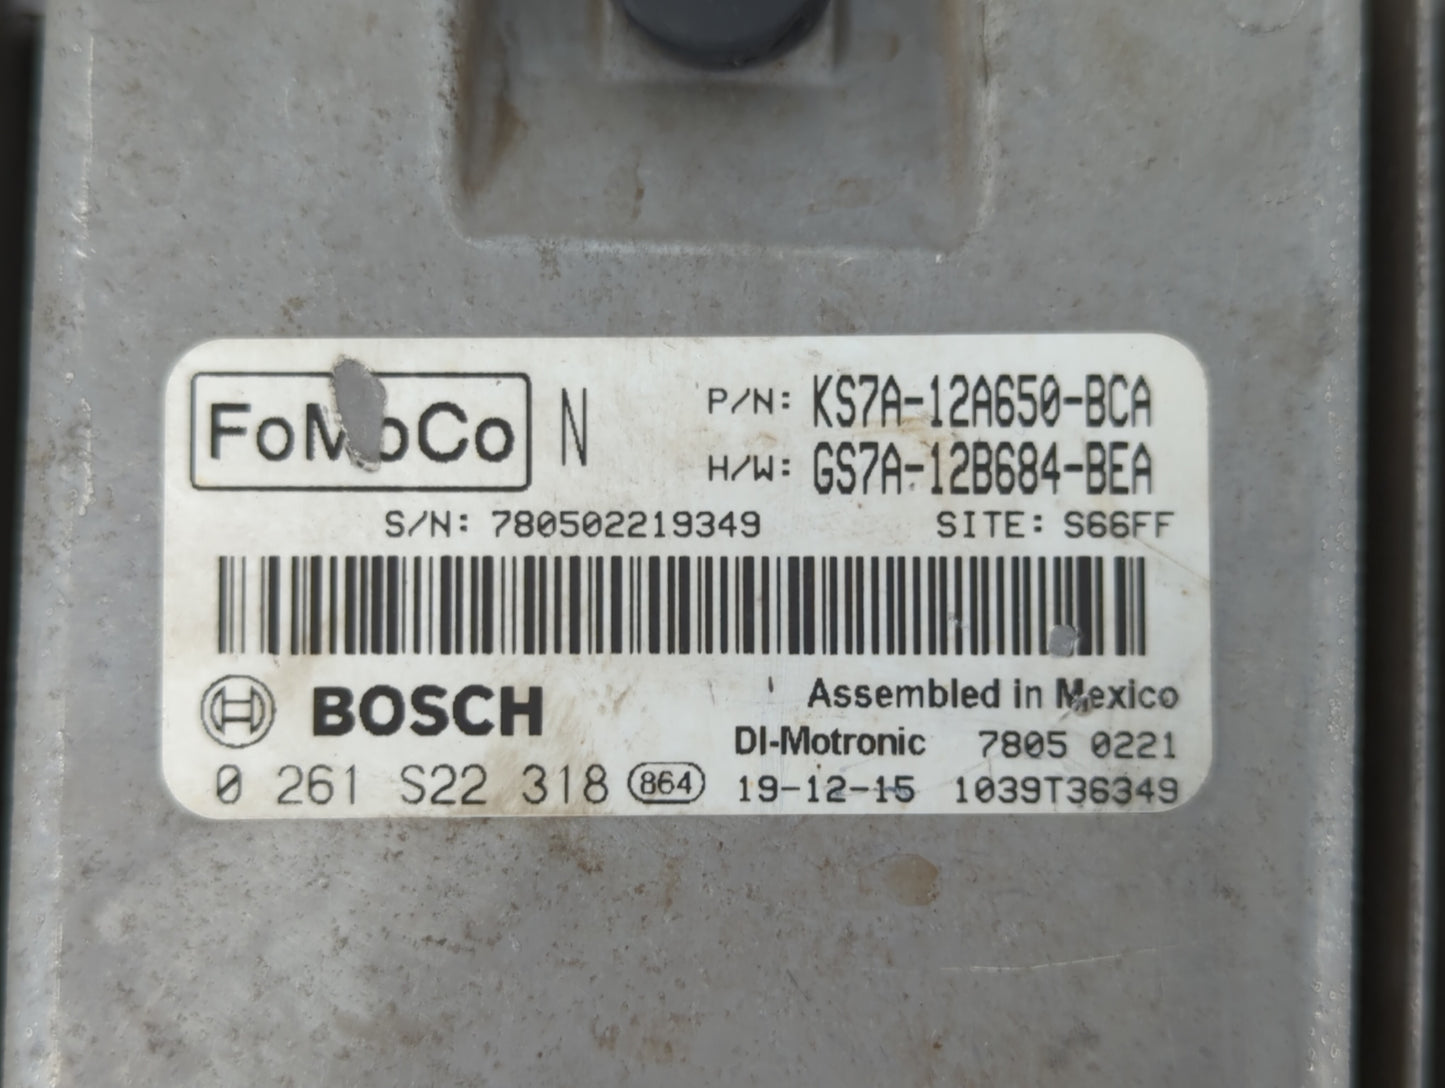 FoMoCo N P/N: KS7A-12A650-BCA
H/W: GS7A-12B684-BEA
S/N: 780502219349 SITE: S66FF
BOSCH Assembled in Mexico
DI-Motronic 7805 0221
0 261 S22 318 864 19-12-15 1039T36349